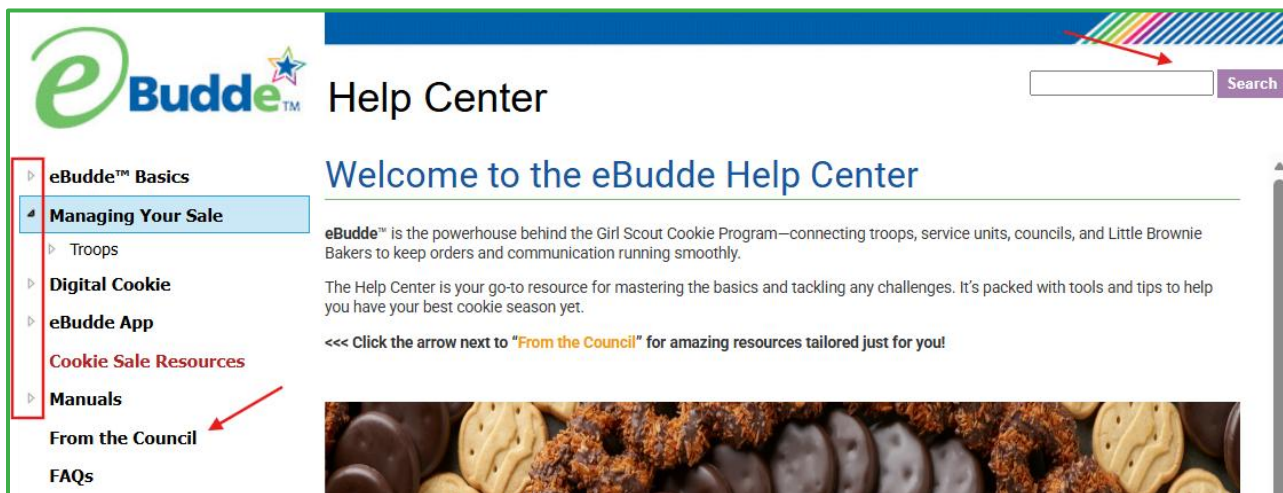 eBudde™
Help Center
Search
eBudde™ Basics
Managing Your Sale
Troops
Digital Cookie
eBudde App
Cookie Sale Resources
Manuals
From the Council
FAQs
Welcome to the eBudde Help Center
eBudde™ is the powerhouse behind the Girl Scout Cookie Program—connecting troops, service units, councils, and Little Brownie
Bakers to keep orders and communication running smoothly.
The Help Center is your go-to resource for mastering the basics and tackling any challenges. It's packed with tools and tips to help
you have your best cookie season yet.
<<< Click the arrow next to “From the Council” for amazing resources tailored just for you!